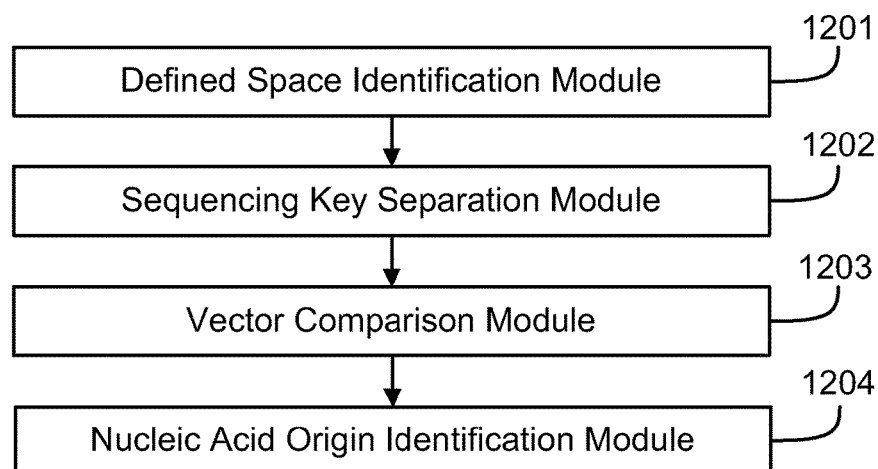 1201
Defined Space Identification Module
1202
Sequencing Key Separation Module
1203
Vector Comparison Module
1204
Nucleic Acid Origin Identification Module